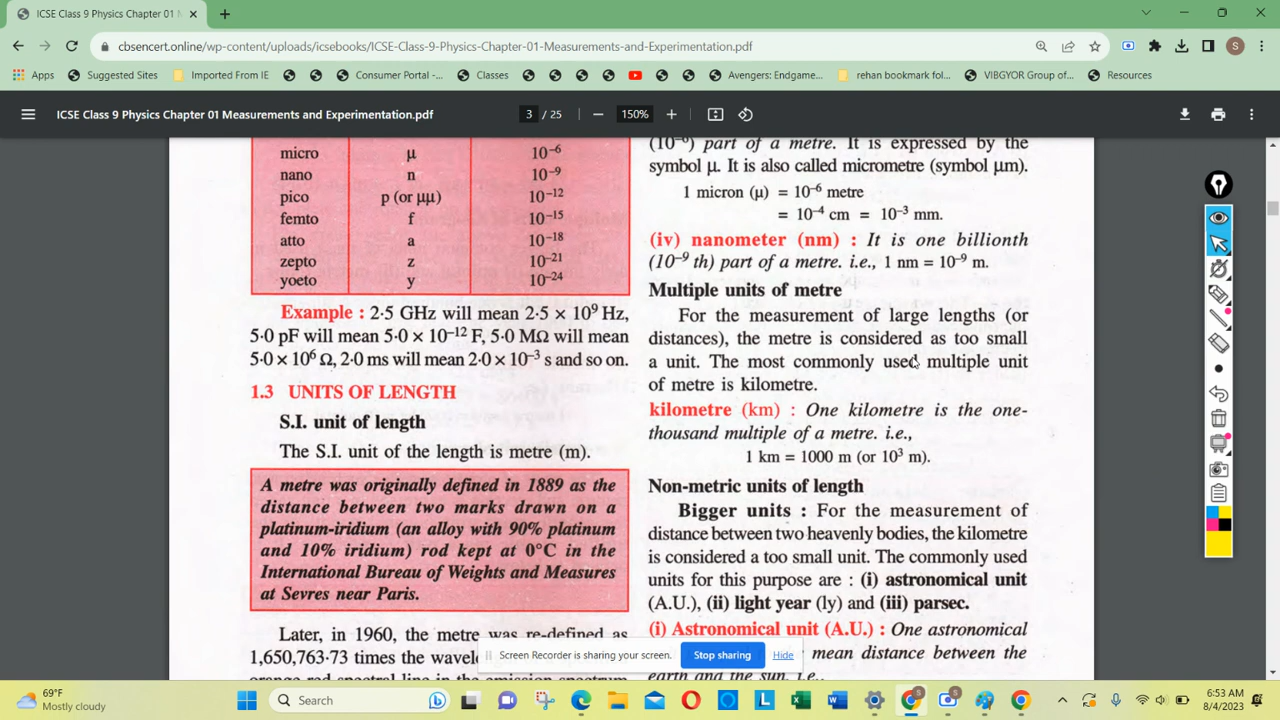 ICSE Class 9 Physics Chapter 01 M
cbsencert.online/wp-content/uploads/icsebooks/ICSE-Class-9-Physics-Chapter-01-Measurements-and-Experimentation.pdf
S
Apps
Suggested Sites
Imported From IE
Consumer Portal -...
Classes
Avengers: Endgame...
rehan bookmark fol...
VIBGYOR Group of...
Resources
ICSE Class 9 Physics Chapter 01 Measurements and Experimentation.pdf
3 / 25
150%
micro μ 10⁻⁶
nano n 10⁻⁹
pico p (or μμ) 10⁻¹²
femto f 10⁻¹⁵
atto a 10⁻¹⁸
zepto z 10⁻²¹
yoeto y 10⁻²⁴
Example : 2·5 GHz will mean 2·5 × 10⁹ Hz,
5·0 pF will mean 5·0 × 10⁻¹² F, 5·0 MΩ will mean
5·0 × 10⁶ Ω, 2·0 ms will mean 2·0 × 10⁻³ s and so on.
1.3 UNITS OF LENGTH
S.I. unit of length
The S.I. unit of the length is metre (m).
A metre was originally defined in 1889 as the
distance between two marks drawn on a
platinum-iridium (an alloy with 90% platinum
and 10% iridium) rod kept at 0°C in the
International Bureau of Weights and Measures
at Sevres near Paris.
Later, in 1960, the metre was re-defined as
1,650,763·73 times the wavele
(10⁻⁶) part of a metre. It is expressed by the
symbol μ. It is also called micrometre (symbol μm).
1 micron (μ) = 10⁻⁶ metre
= 10⁻⁴ cm = 10⁻³ mm.
(iv) nanometer (nm) : It is one billionth
(10⁻⁹ th) part of a metre. i.e., 1 nm = 10⁻⁹ m.
Multiple units of metre
For the measurement of large lengths (or
distances), the metre is considered as too small
a unit. The most commonly used multiple unit
of metre is kilometre.
kilometre (km) : One kilometre is the one-
thousand multiple of a metre. i.e.,
1 km = 1000 m (or 10³ m).
Non-metric units of length
Bigger units : For the measurement of
distance between two heavenly bodies, the kilometre
is considered a too small unit. The commonly used
units for this purpose are : (i) astronomical unit
(A.U.), (ii) light year (ly) and (iii) parsec.
(i) Astronomical unit (A.U.) : One astronomical
mean distance between the
earth and the sun. i.e.,
Screen Recorder is sharing your screen.
Stop sharing
Hide
69°F
Mostly cloudy
Search
6:53 AM
8/4/2023